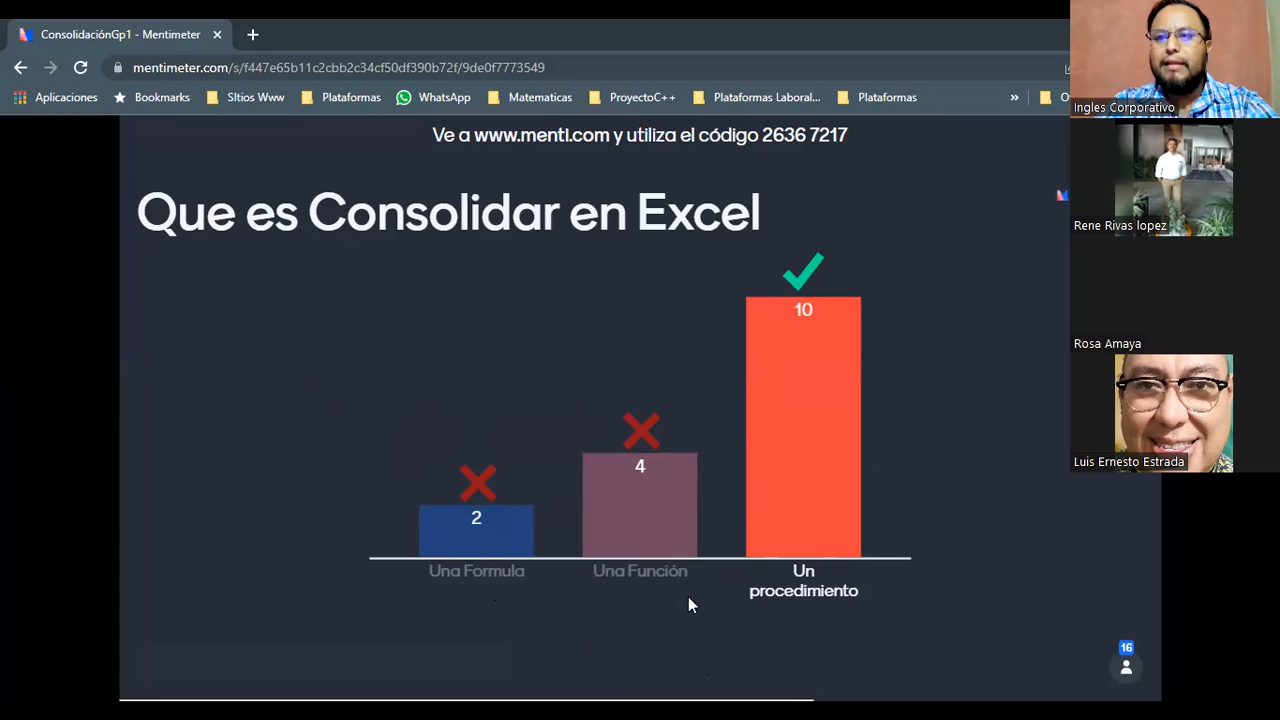 ConsolidaciónGp1 - Mentimeter
mentimeter.com/s/f447e65b11c2cbb2c34cf50df390b72f/9de0f7773549
Aplicaciones
Bookmarks
SItios Www
Plataformas
WhatsApp
Matematicas
ProyectoC++
Plataformas Laboral...
Plataformas
»
Ve a www.menti.com y utiliza el código 2636 7217
Que es Consolidar en Excel
10
4
2
Una Formula
Una Función
Un
procedimiento
16
Ingles Corporativo
Rene Rivas lopez
Rosa Amaya
Luis Ernesto Estrada